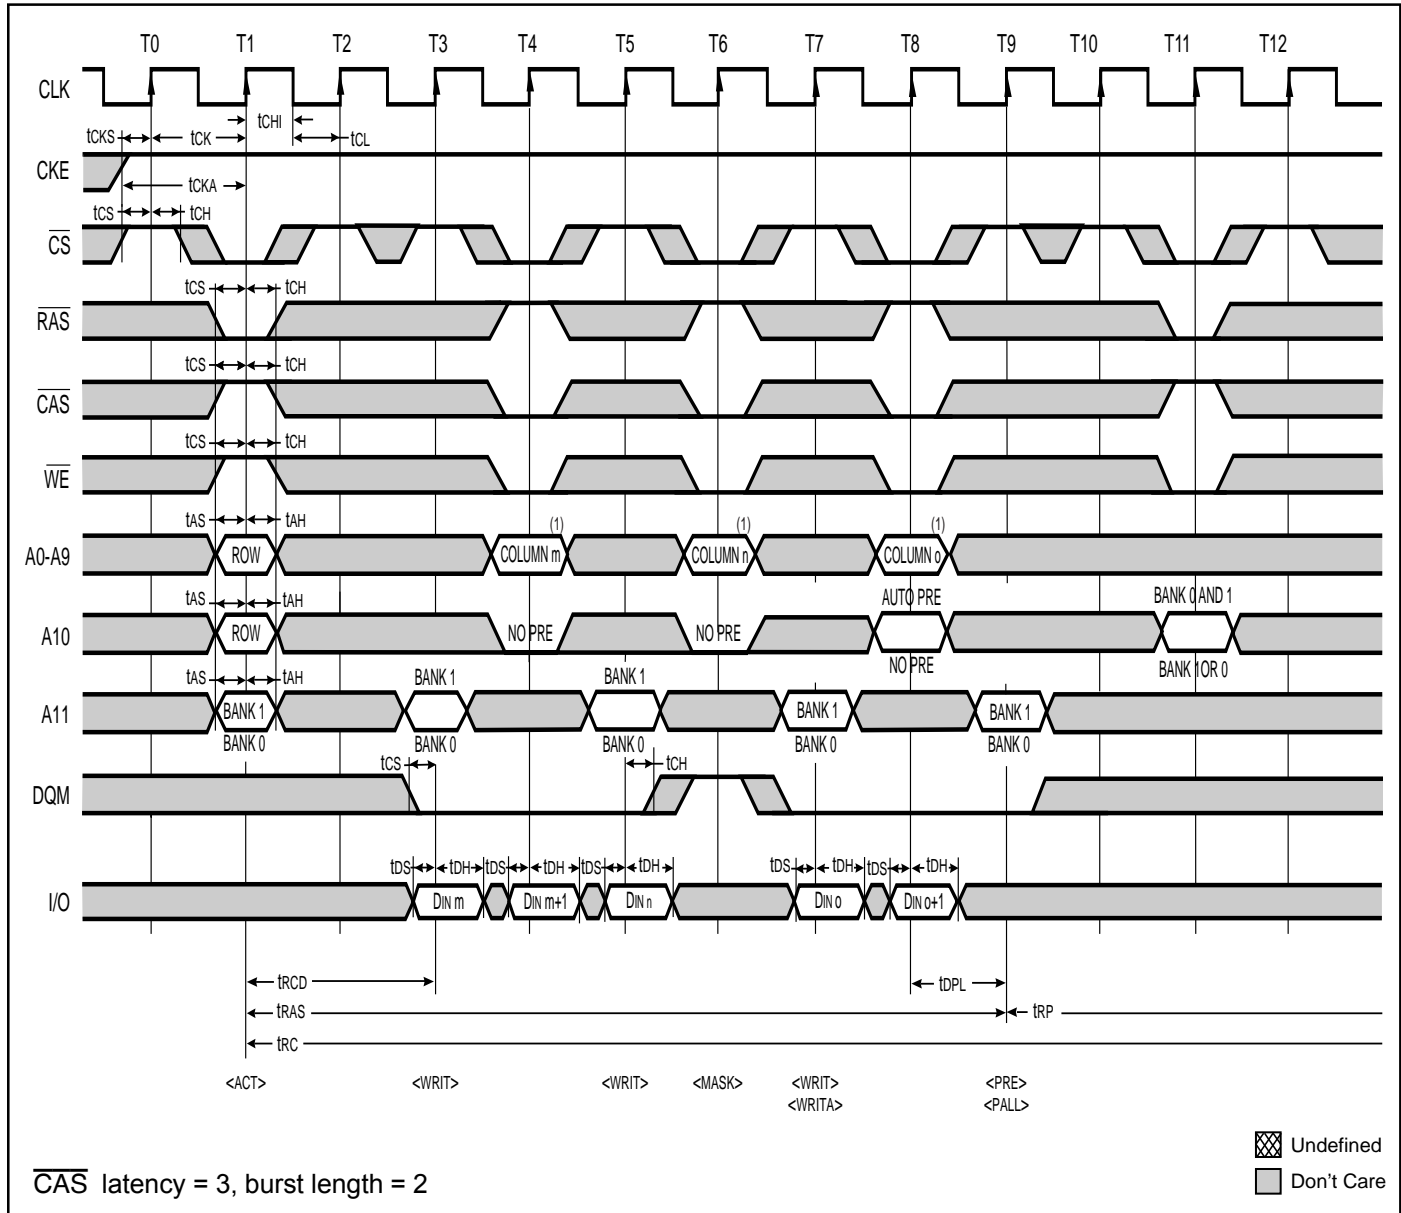 T0 T1 T2 T3 T4 T5 T6 T7 T8 T9 T10 T11 T12
CLK
tCHI
tCKS tCK tCL
CKE
tCKA
tCS tCH
CS
tCS tCH
RAS
tCS tCH
CAS
tCS tCH
WE
tAS tAH (1) (1) (1)
A0-A9 ROW COLUMN m COLUMN n COLUMN o
tAS tAH AUTO PRE BANK 0 AND 1
A10 ROW NO PRE NO PRE
NO PRE BANK 1OR 0
tAS tAH BANK 1 BANK 1
A11 BANK 1 BANK 1 BANK 1
BANK 0 BANK 0 BANK 0 BANK 0 BANK 0
tCS tCH
DQM
tDS tDH tDS tDH tDS tDH tDS tDH tDS tDH
I/O DIN m DIN m+1 DIN n DIN o DIN o+1
tRCD tDPL
tRAS tRP
tRC
<ACT> <WRIT> <WRIT> <MASK> <WRIT> <PRE>
<WRITA> <PALL>
Undefined
CAS latency = 3, burst length = 2
Don't Care